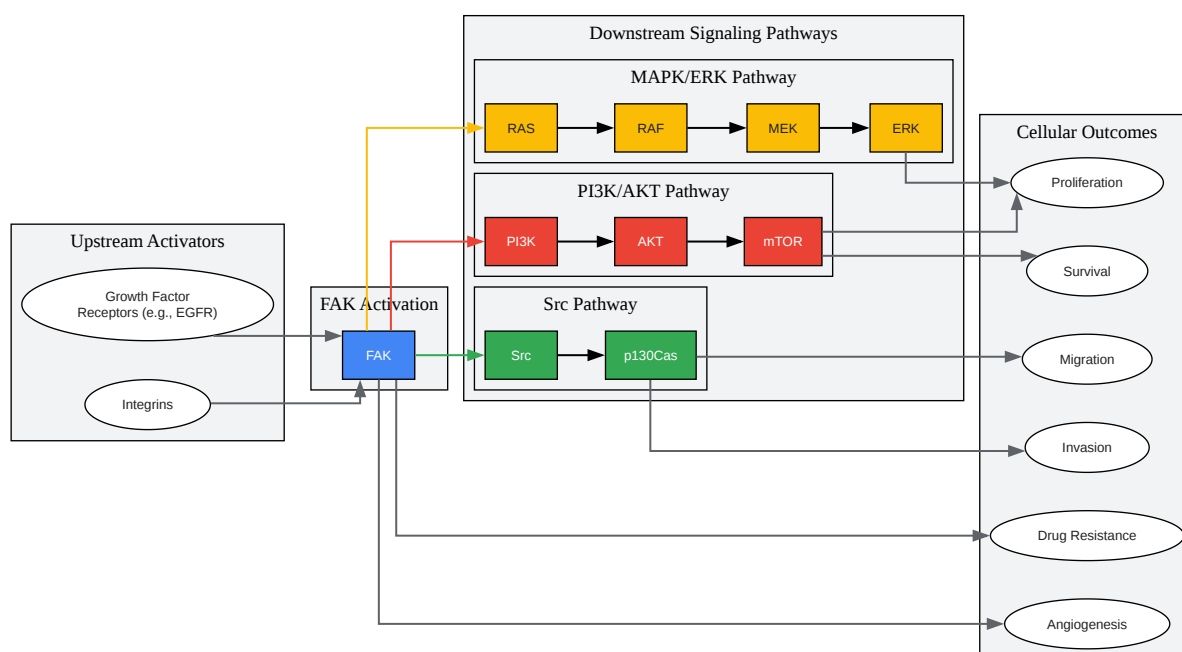 Downstream Signaling Pathways
MAPK/ERK Pathway
RAS
RAF
MEK
ERK
Cellular Outcomes
Proliferation
PI3K/AKT Pathway
PI3K
AKT
mTOR
Upstream Activators
Growth Factor
Receptors (e.g., EGFR)
Survival
FAK Activation
FAK
Src Pathway
Src
p130Cas
Migration
Integrins
Invasion
Drug Resistance
Angiogenesis